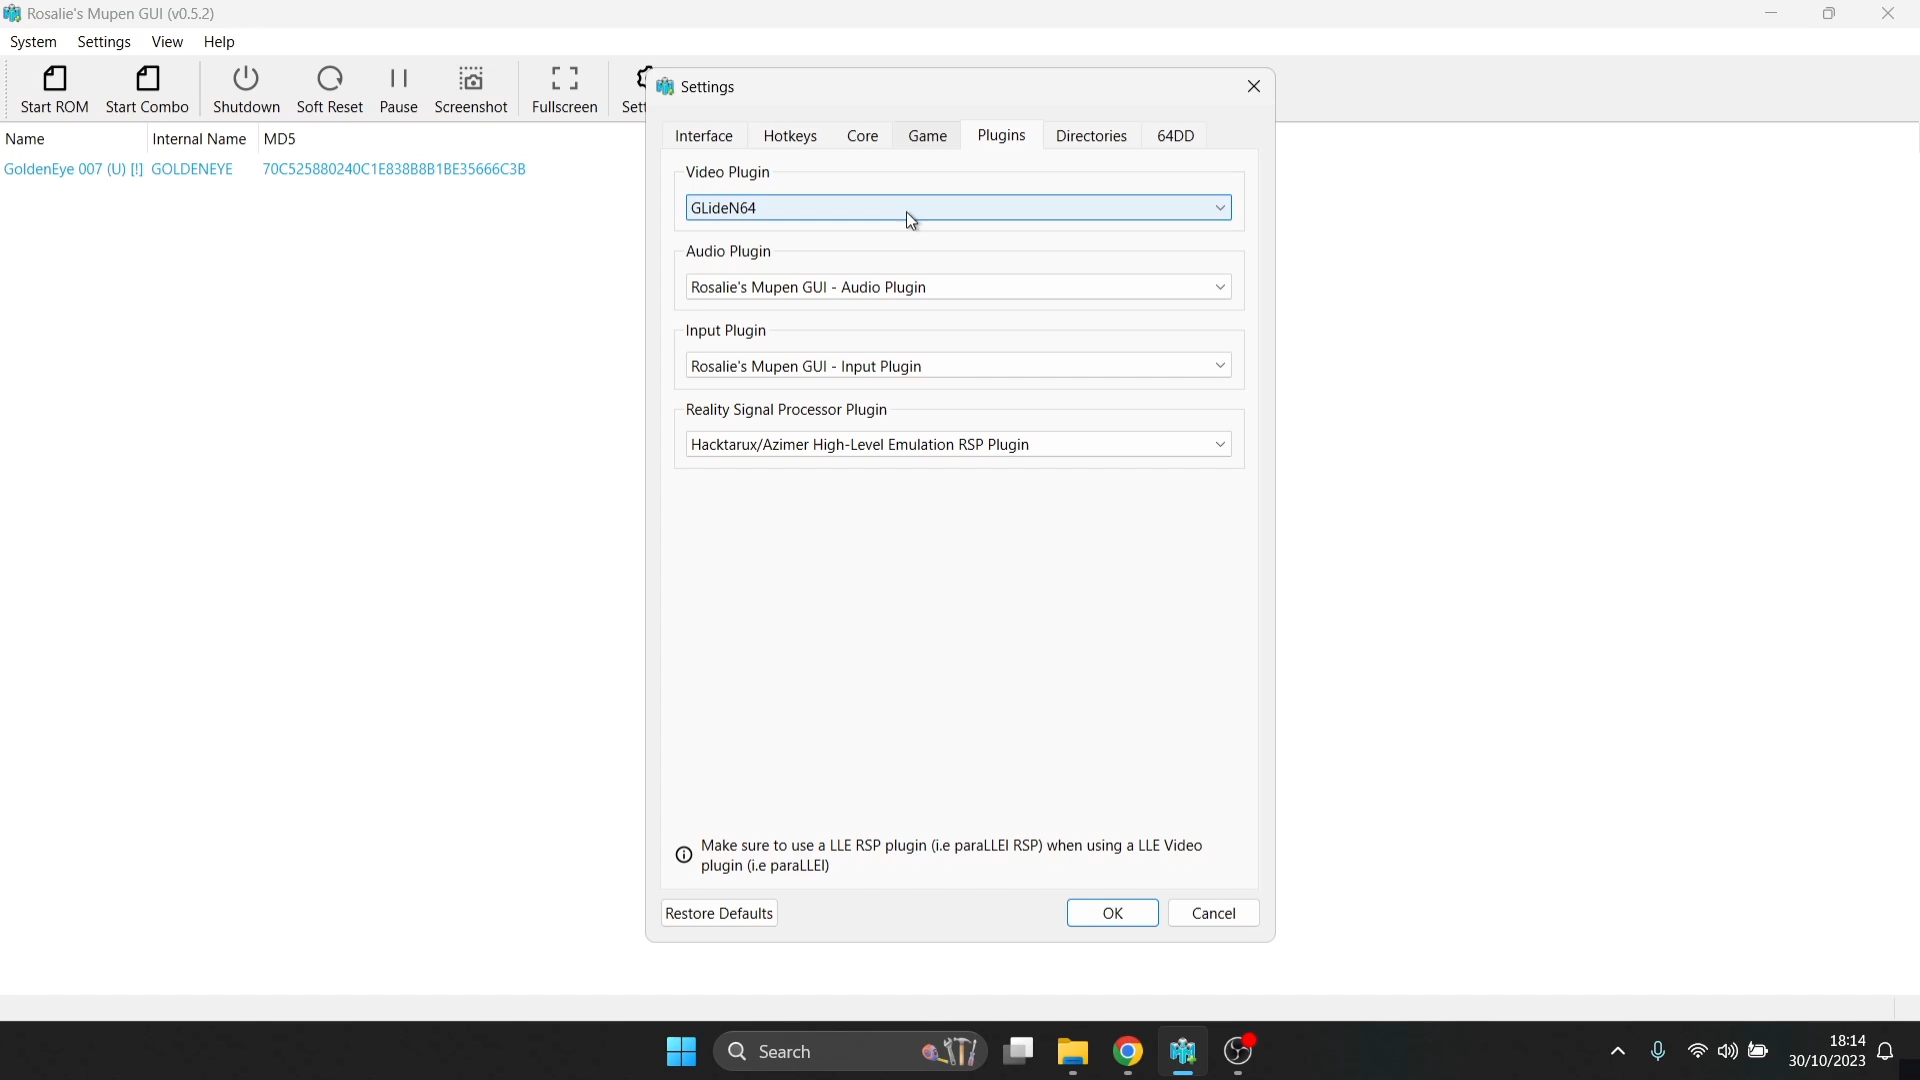 Rosalie's Mupen GUI (v0.5.2)
System Settings View Help
Start ROM Start Combo Shutdown Soft Reset Pause Screenshot Fullscreen
Name Internal Name MD5
GoldenEye 007 (U) [!] GOLDENEYE 70C525880240C1E838B8B1BE35666C3B
Settings
Interface Hotkeys Core Game Plugins Directories 64DD
Video Plugin
GLideN64
Audio Plugin
Rosalie's Mupen GUI - Audio Plugin
Input Plugin
Rosalie's Mupen GUI - Input Plugin
Reality Signal Processor Plugin
Hacktarux/Azimer High-Level Emulation RSP Plugin
Make sure to use a LLE RSP plugin (i.e paraLLEl RSP) when using a LLE Video
plugin (i.e paraLLEl)
Restore Defaults OK Cancel
Search
18:14
30/10/2023